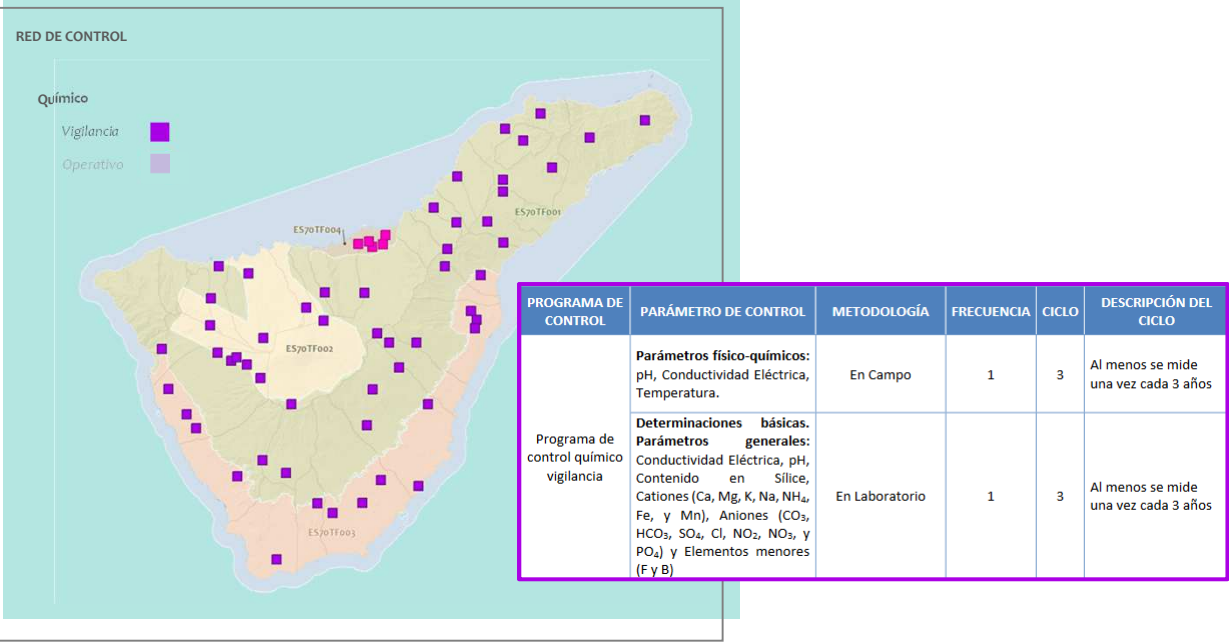 RED DE CONTROL
Químico
Vigilancia
Operativo
ES70TF004
ES70TF001
ES70TF002
ES70TF003
PROGRAMA DE
CONTROL
PARÁMETRO DE CONTROL
METODOLOGÍA
FRECUENCIA
CICLO
DESCRIPCIÓN DEL
CICLO
Programa de
control químico
vigilancia
Parámetros físico-químicos:
pH, Conductividad Eléctrica,
Temperatura.
En Campo
1
3
Al menos se mide
una vez cada 3 años
Determinaciones básicas.
Parámetros generales:
Conductividad Eléctrica, pH,
Contenido en Sílice,
Cationes (Ca, Mg, K, Na, NH₄,
Fe, y Mn), Aniones (CO₃,
HCO₃, SO₄, Cl, NO₂, NO₃, y
PO₄) y Elementos menores
(F y B)
En Laboratorio
1
3
Al menos se mide
una vez cada 3 años